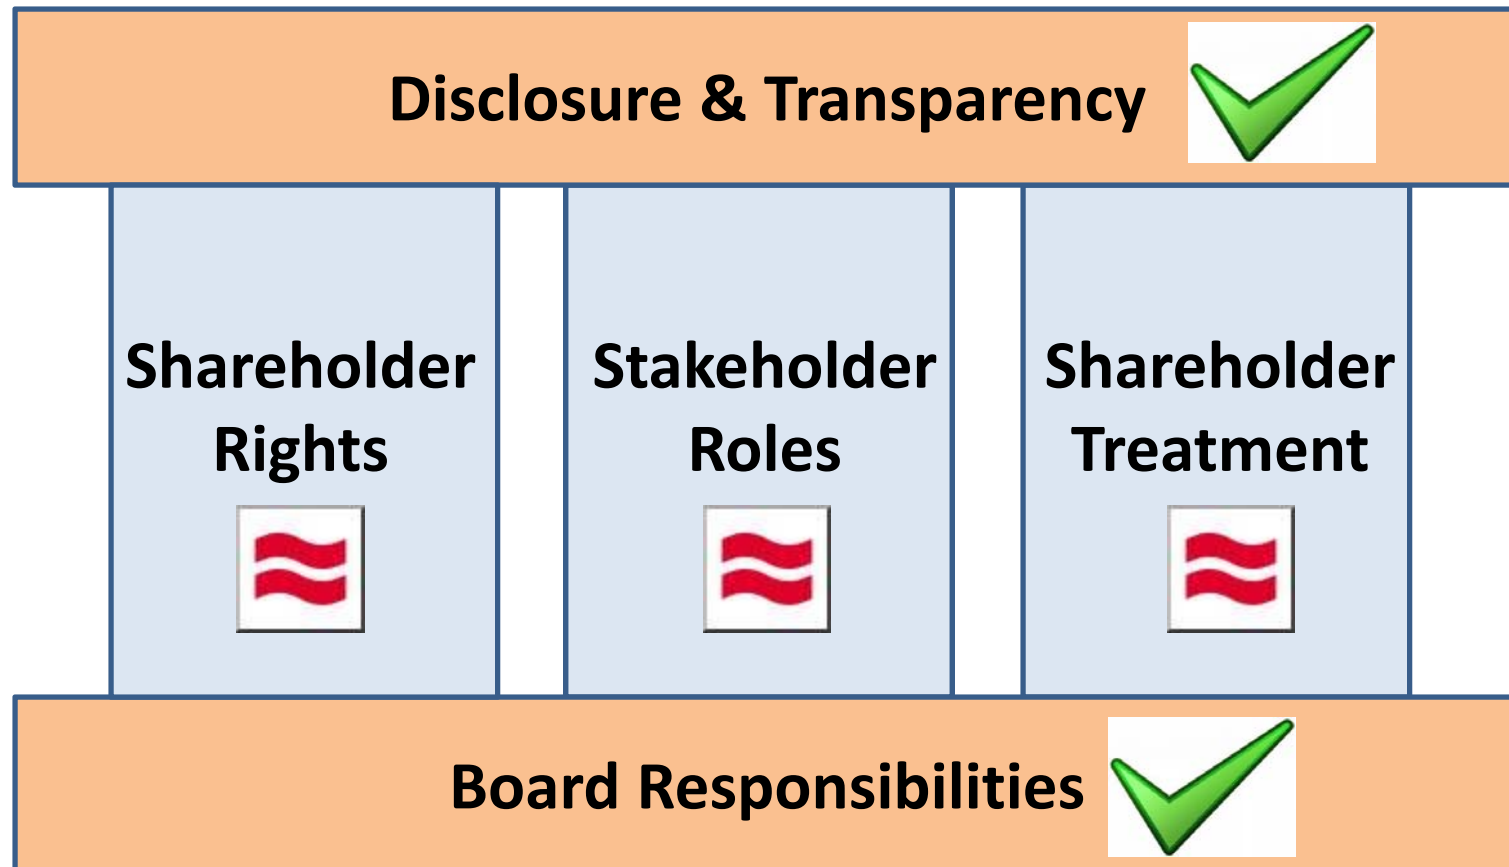 Disclosure & Transparency
Shareholder
Rights
Stakeholder
Roles
Shareholder
Treatment
Board Responsibilities